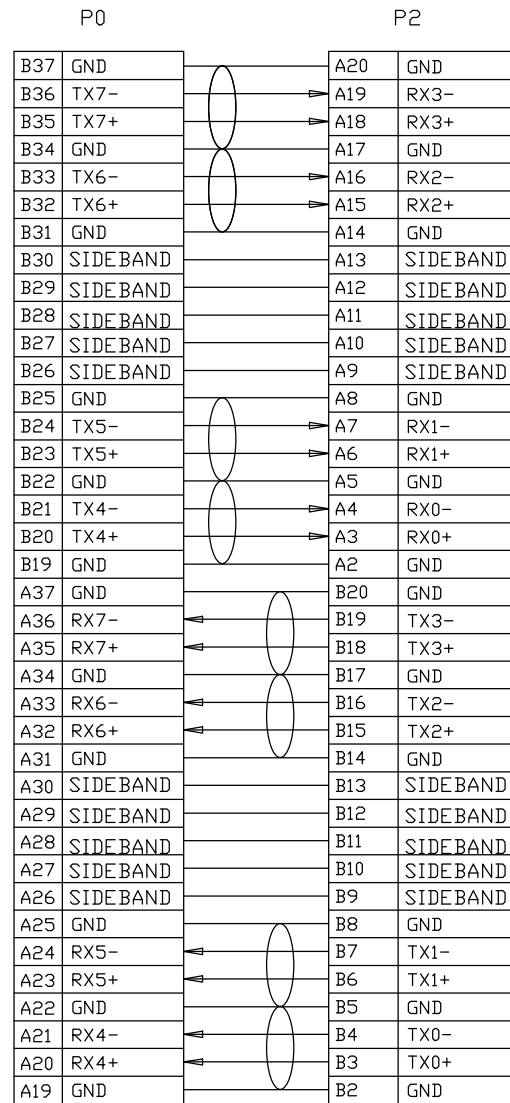 P0 P2
B37 GND A20 GND
B36 TX7- A19 RX3-
B35 TX7+ A18 RX3+
B34 GND A17 GND
B33 TX6- A16 RX2-
B32 TX6+ A15 RX2+
B31 GND A14 GND
B30 SIDEBAND A13 SIDEBAND
B29 SIDEBAND A12 SIDEBAND
B28 SIDEBAND A11 SIDEBAND
B27 SIDEBAND A10 SIDEBAND
B26 SIDEBAND A9 SIDEBAND
B25 GND A8 GND
B24 TX5- A7 RX1-
B23 TX5+ A6 RX1+
B22 GND A5 GND
B21 TX4- A4 RX0-
B20 TX4+ A3 RX0+
B19 GND A2 GND
A37 GND B20 GND
A36 RX7- B19 TX3-
A35 RX7+ B18 TX3+
A34 GND B17 GND
A33 RX6- B16 TX2-
A32 RX6+ B15 TX2+
A31 GND B14 GND
A30 SIDEBAND B13 SIDEBAND
A29 SIDEBAND B12 SIDEBAND
A28 SIDEBAND B11 SIDEBAND
A27 SIDEBAND B10 SIDEBAND
A26 SIDEBAND B9 SIDEBAND
A25 GND B8 GND
A24 RX5- B7 TX1-
A23 RX5+ B6 TX1+
A22 GND B5 GND
A21 RX4- B4 TX0-
A20 RX4+ B3 TX0+
A19 GND B2 GND